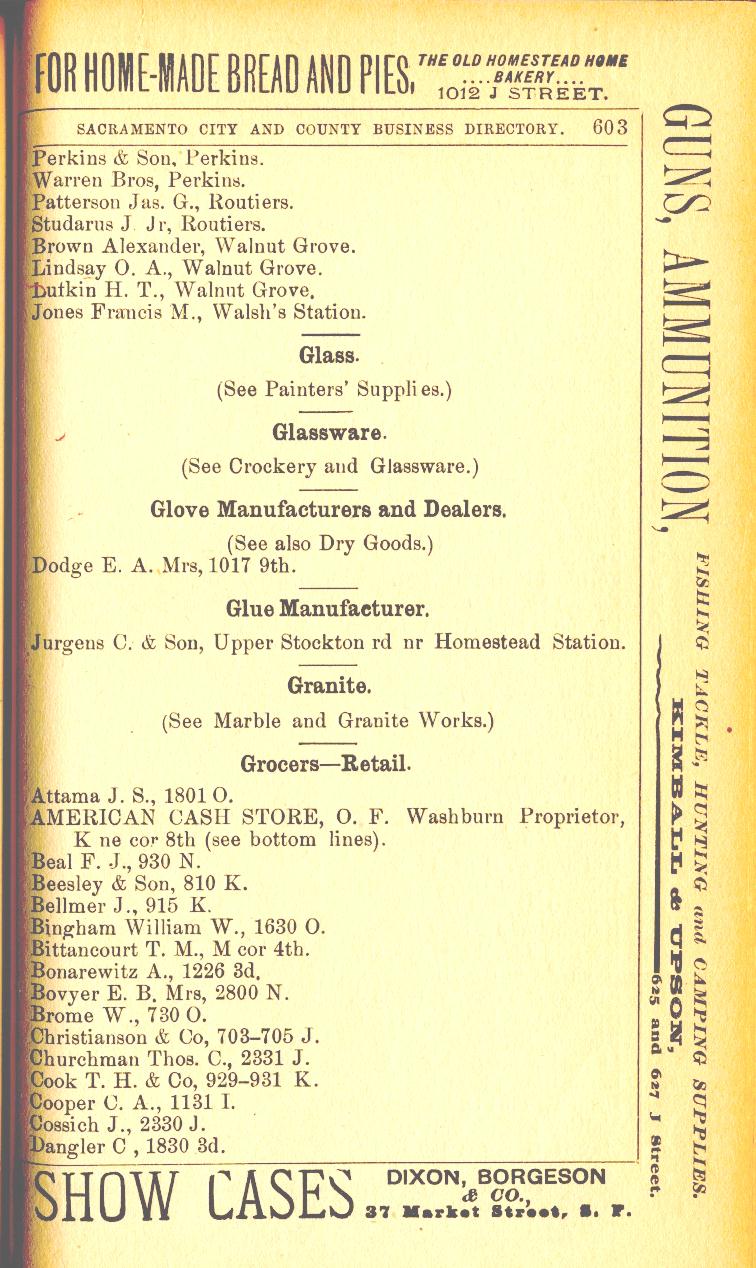 FOR HOME-MADE BREAD AND PIES, THE OLD HOMESTEAD HOME
....BAKERY....
1012 J STREET.
SACRAMENTO CITY AND COUNTY BUSINESS DIRECTORY. 603
Perkins & Son, Perkins.
Warren Bros, Perkins.
Patterson Jas. G., Routiers.
Studarus J. Jr, Routiers.
Brown Alexander, Walnut Grove.
Lindsay O. A., Walnut Grove.
Lutkin H. T., Walnut Grove.
Jones Francis M., Walsh's Station.
Glass.
(See Painters' Supplies.)
Glassware.
(See Crockery and Glassware.)
Glove Manufacturers and Dealers.
(See also Dry Goods.)
Dodge E. A. Mrs, 1017 9th.
Glue Manufacturer.
Jurgens C. & Son, Upper Stockton rd nr Homestead Station.
Granite.
(See Marble and Granite Works.)
Grocers—Retail.
Attama J. S., 1801 O.
AMERICAN CASH STORE, O. F. Washburn Proprietor,
K ne cor 8th (see bottom lines).
Beal F. J., 930 N.
Beesley & Son, 810 K.
Bellmer J., 915 K.
Bingham William W., 1630 O.
Bittancourt T. M., M cor 4th.
Bonarewitz A., 1226 3d.
Bovyer E. B. Mrs, 2800 N.
Brome W., 730 O.
Christianson & Co, 703–705 J.
Churchman Thos. C., 2331 J.
Cook T. H. & Co, 929–931 K.
Cooper C. A., 1131 I.
Cossich J., 2330 J.
Dangler C , 1830 3d.
SHOW CASES DIXON, BORGESON
& CO.,
37 Market Street, S. F.
GUNS, AMMUNITION,
FISHING TACKLE, HUNTING and CAMPING SUPPLIES.
KIMBALL & UPSON,
625 and 627 J Street.